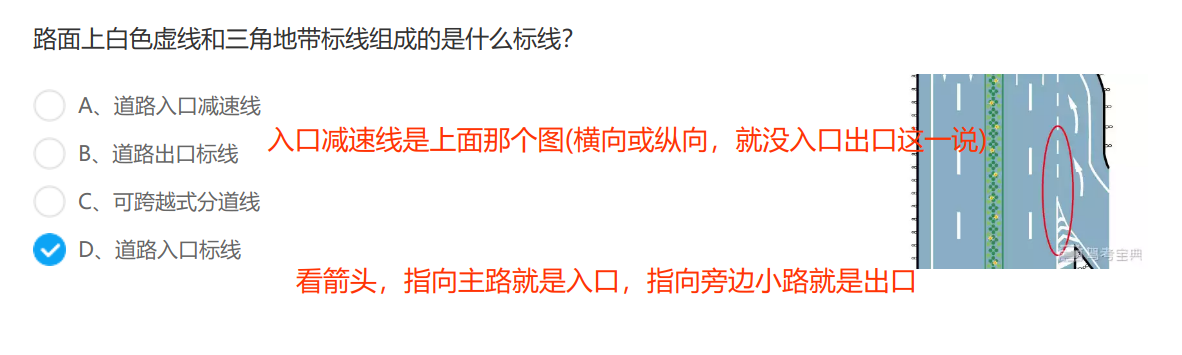 路面上白色虚线和三角地带标线组成的是什么标线?
A、道路入口减速线
入口减速线是上面那个图(横向或纵向，就没入口出口这一说)
B、道路出口标线
C、可跨越式分道线
D、道路入口标线
驾考宝典
看箭头，指向主路就是入口，指向旁边小路就是出口